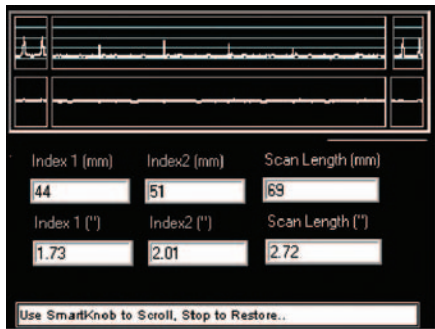 Index 1 (mm) Index2 (mm) Scan Length (mm)
44 51 69
Index 1 (") Index2 (") Scan Length (")
1.73 2.01 2.72
Use SmartKnob to Scroll, Stop to Restore..